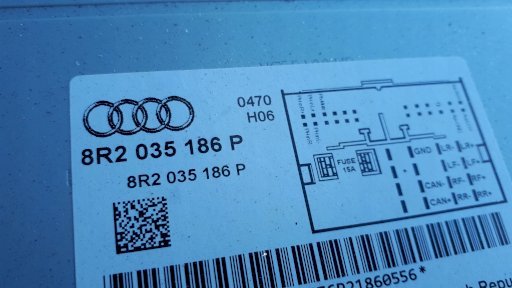 0470
H06
8R2 035 186 P
8R2 035 186 P
FUSE
15A
GND LR- LR+
LF- LF+
CAN- RF- RF+
CAN+ RR- RR+
21860556*